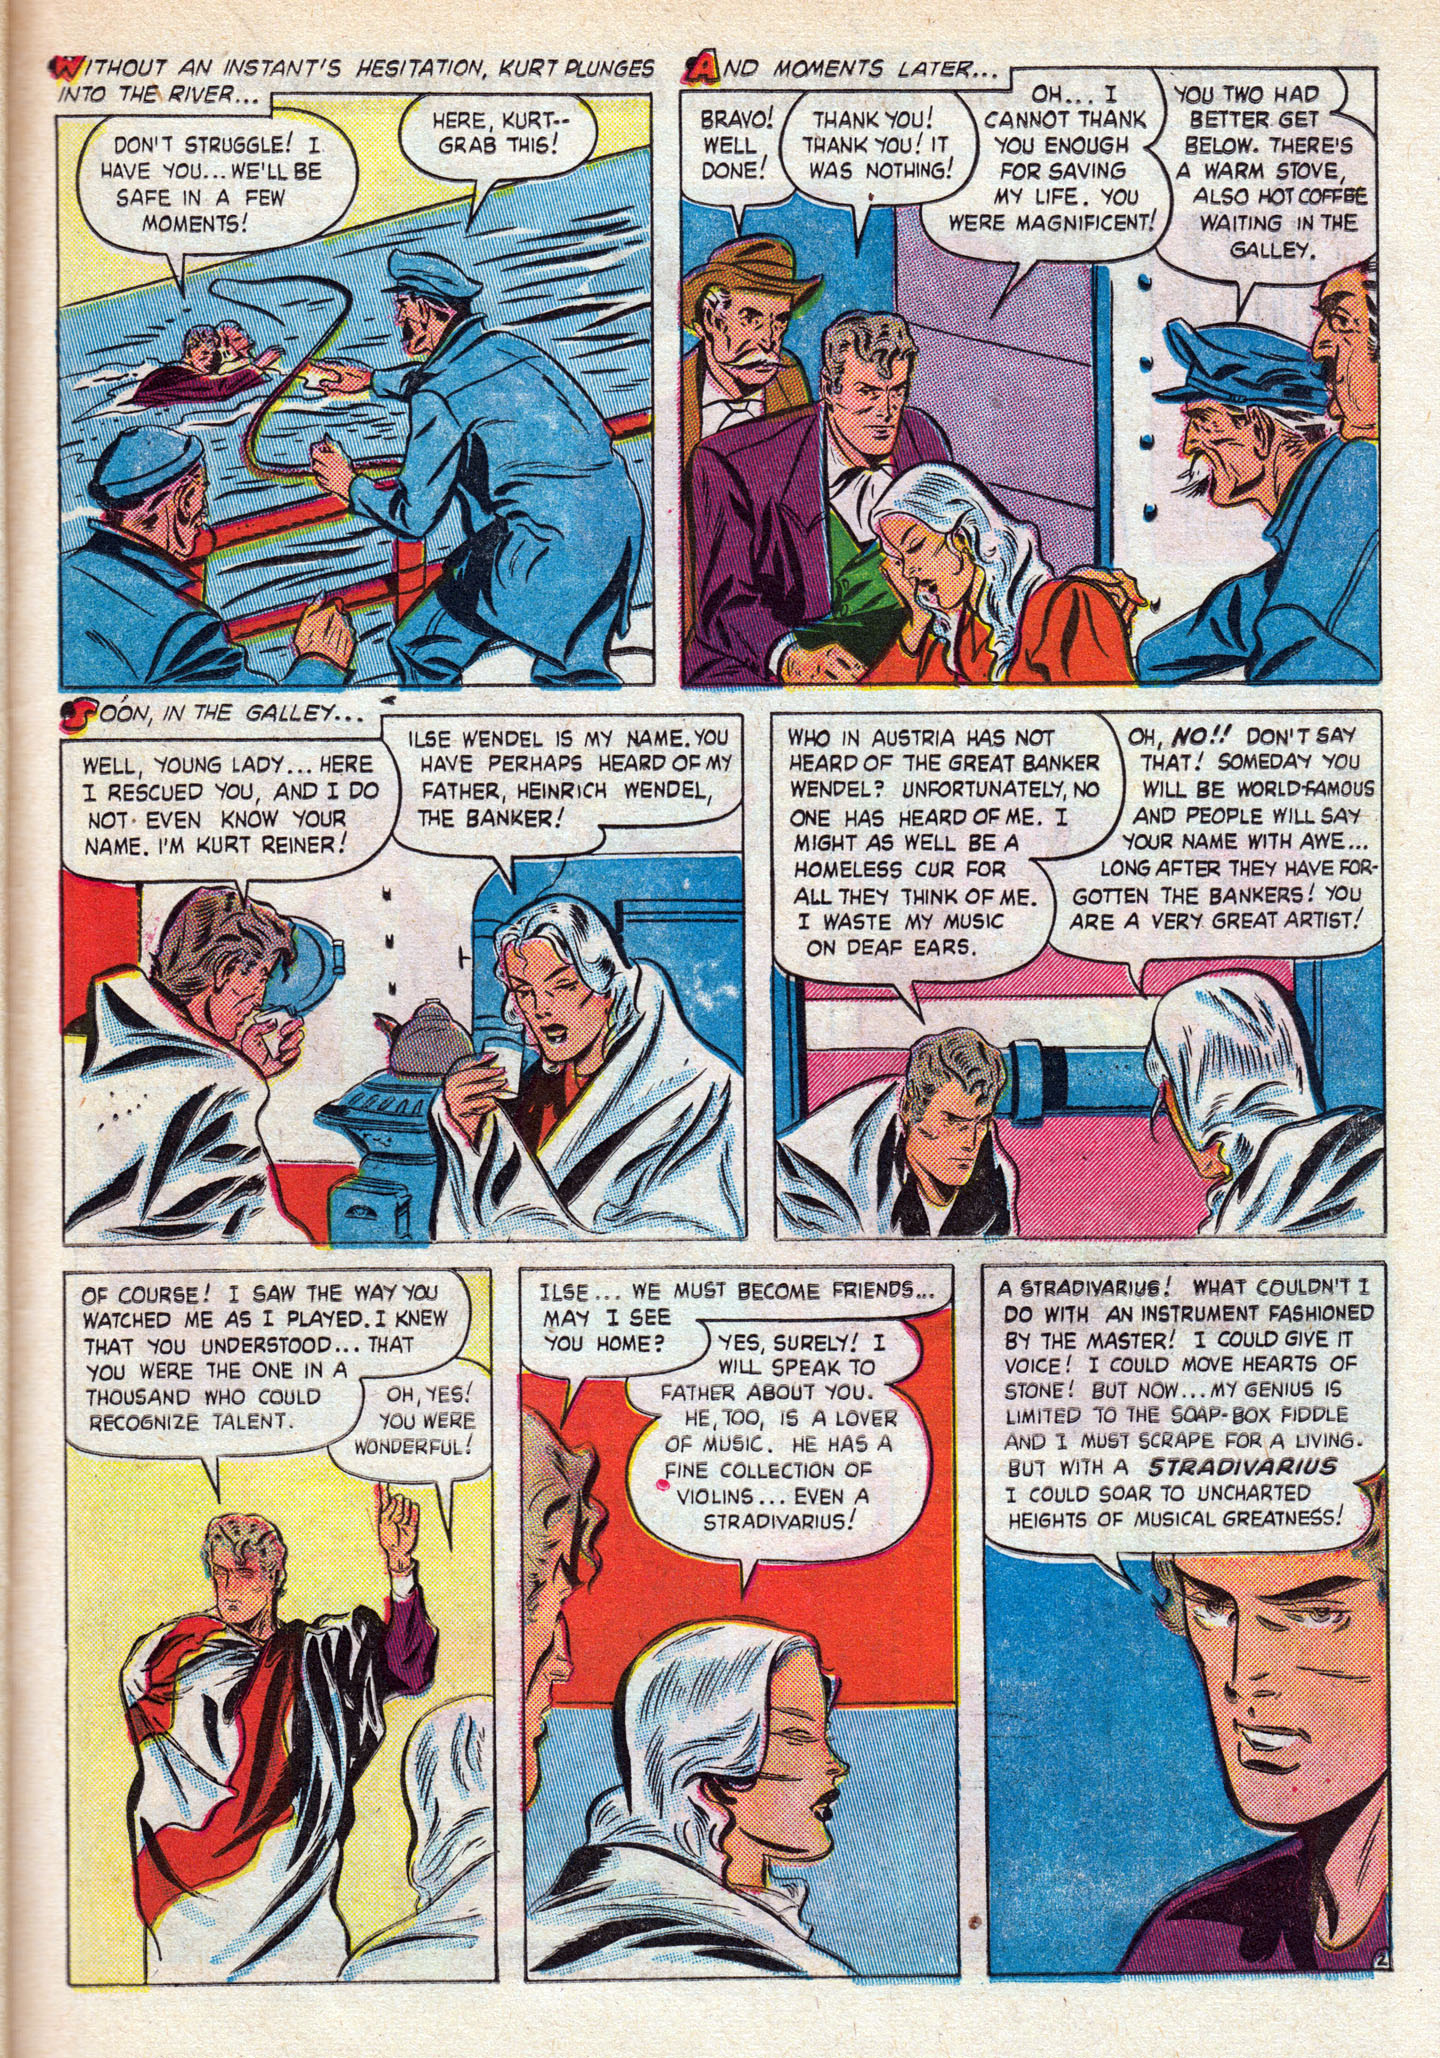 WITHOUT AN INSTANT'S HESITATION, KURT PLUNGES
INTO THE RIVER...
DON'T STRUGGLE! I
HAVE YOU... WE'LL BE
SAFE IN A FEW
MOMENTS!
HERE, KURT--
GRAB THIS!
AND MOMENTS LATER...
BRAVO!
WELL
DONE!
THANK YOU!
THANK YOU! IT
WAS NOTHING!
OH... I
CANNOT THANK
YOU ENOUGH
FOR SAVING
MY LIFE. YOU
WERE MAGNIFICENT!
YOU TWO HAD
BETTER GET
BELOW. THERE'S
A WARM STOVE,
ALSO HOT COFFEE
WAITING IN THE
GALLEY.
SOON, IN THE GALLEY...
WELL, YOUNG LADY... HERE
I RESCUED YOU, AND I DO
NOT EVEN KNOW YOUR
NAME. I'M KURT REINER!
ILSE WENDEL IS MY NAME. YOU
HAVE PERHAPS HEARD OF MY
FATHER, HEINRICH WENDEL,
THE BANKER!
WHO IN AUSTRIA HAS NOT
HEARD OF THE GREAT BANKER
WENDEL? UNFORTUNATELY, NO
ONE HAS HEARD OF ME. I
MIGHT AS WELL BE A
HOMELESS CUR FOR
ALL THEY THINK OF ME.
I WASTE MY MUSIC
ON DEAF EARS.
OH, NO!! DON'T SAY
THAT! SOMEDAY YOU
WILL BE WORLD-FAMOUS
AND PEOPLE WILL SAY
YOUR NAME WITH AWE...
LONG AFTER THEY HAVE FOR-
GOTTEN THE BANKERS! YOU
ARE A VERY GREAT ARTIST!
OF COURSE! I SAW THE WAY YOU
WATCHED ME AS I PLAYED. I KNEW
THAT YOU UNDERSTOOD... THAT
YOU WERE THE ONE IN A
THOUSAND WHO COULD
RECOGNIZE TALENT.
OH, YES!
YOU WERE
WONDERFUL!
ILSE... WE MUST BECOME FRIENDS...
MAY I SEE
YOU HOME?
YES, SURELY! I
WILL SPEAK TO
FATHER ABOUT YOU.
HE, TOO, IS A LOVER
OF MUSIC. HE HAS A
FINE COLLECTION OF
VIOLINS... EVEN A
STRADIVARIUS!
A STRADIVARIUS! WHAT COULDN'T I
DO WITH AN INSTRUMENT FASHIONED
BY THE MASTER! I COULD GIVE IT
VOICE! I COULD MOVE HEARTS OF
STONE! BUT NOW... MY GENIUS IS
LIMITED TO THE SOAP-BOX FIDDLE
AND I MUST SCRAPE FOR A LIVING.
BUT WITH A STRADIVARIUS
I COULD SOAR TO UNCHARTED
HEIGHTS OF MUSICAL GREATNESS!
2